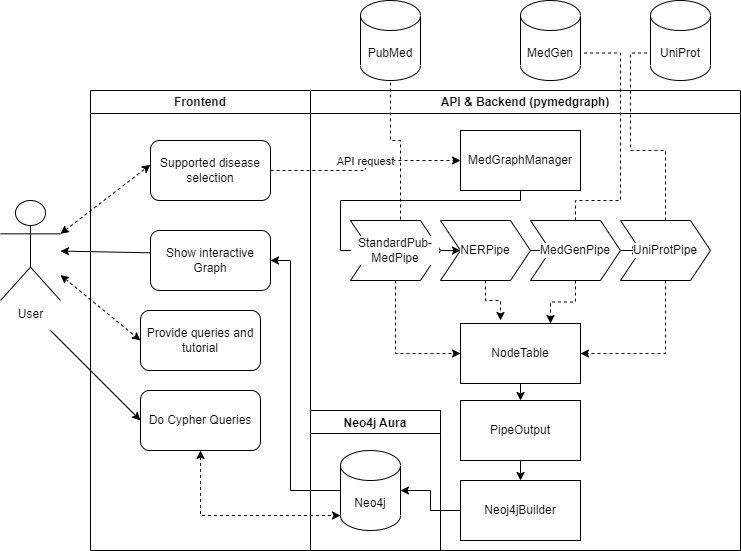 PubMed
MedGen
UniProt
Frontend
API & Backend (pymedgraph)
Supported disease
selection
API request
MedGraphManager
Show interactive
Graph
StandardPub-
MedPipe
NERPipe
MedGenPipe
UniProtPipe
User
Provide queries and
tutorial
NodeTable
Do Cypher Queries
Neo4j Aura
PipeOutput
Neo4j
Neoj4jBuilder